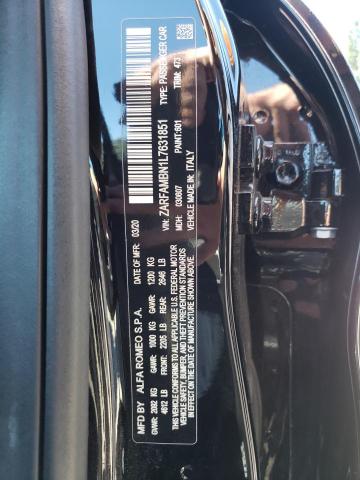 MFD BY ALFA ROMEO S.P.A. DATE OF MFR: 03/20
GVWR: 2092 KG GAWR: 1000 KG GAWR: 1200 KG
4612 LB FRONT: 2205 LB REAR: 2646 LB
THIS VEHICLE CONFORMS TO ALL APPLICABLE U.S. FEDERAL MOTOR
VEHICLE SAFETY, BUMPER, AND THEFT PREVENTION STANDARDS
IN EFFECT ON THE DATE OF MANUFACTURE SHOWN ABOVE.
VIN: ZARFAMBN1L7631851 TYPE: PASSENGER CAR
MDH: 030607 PAINT:601 TRIM: 473
VEHICLE MADE IN: ITALY